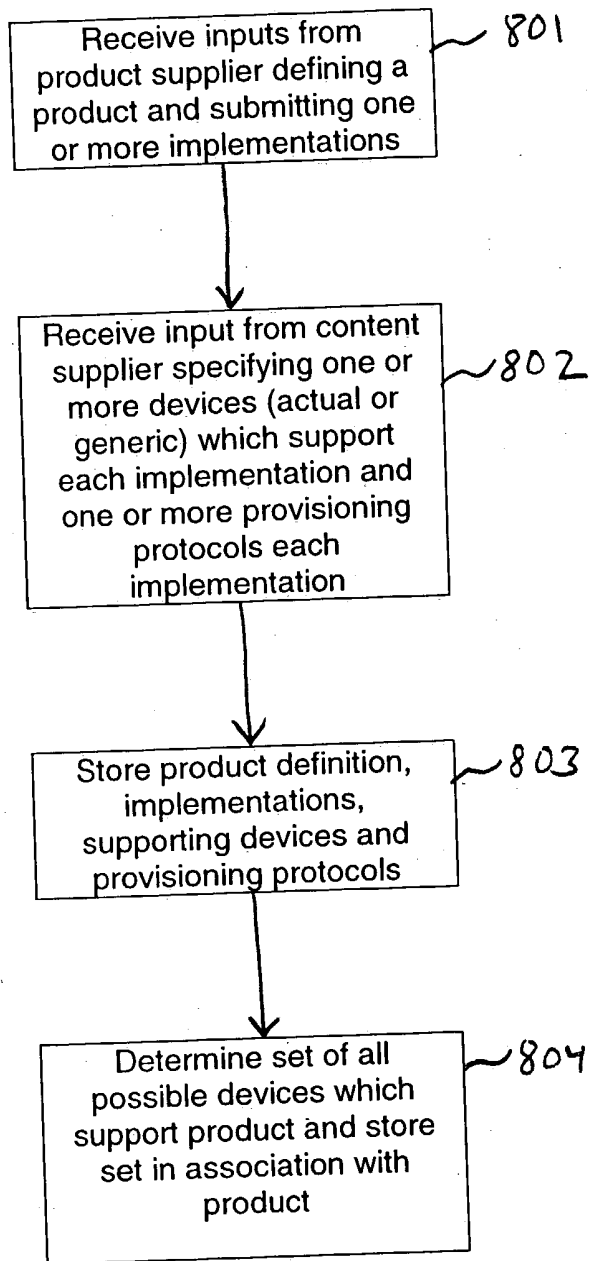 Receive inputs from
801
product supplier defining a
product and submitting one
or more implementations
Receive input from content
supplier specifying one or
802
more devices (actual or
generic) which support
each implementation and
one or more provisioning
protocols each
implementation
Store product definition,
803
implementations,
supporting devices and
provisioning protocols
Determine set of all
804
possible devices which
support product and store
set in association with
product